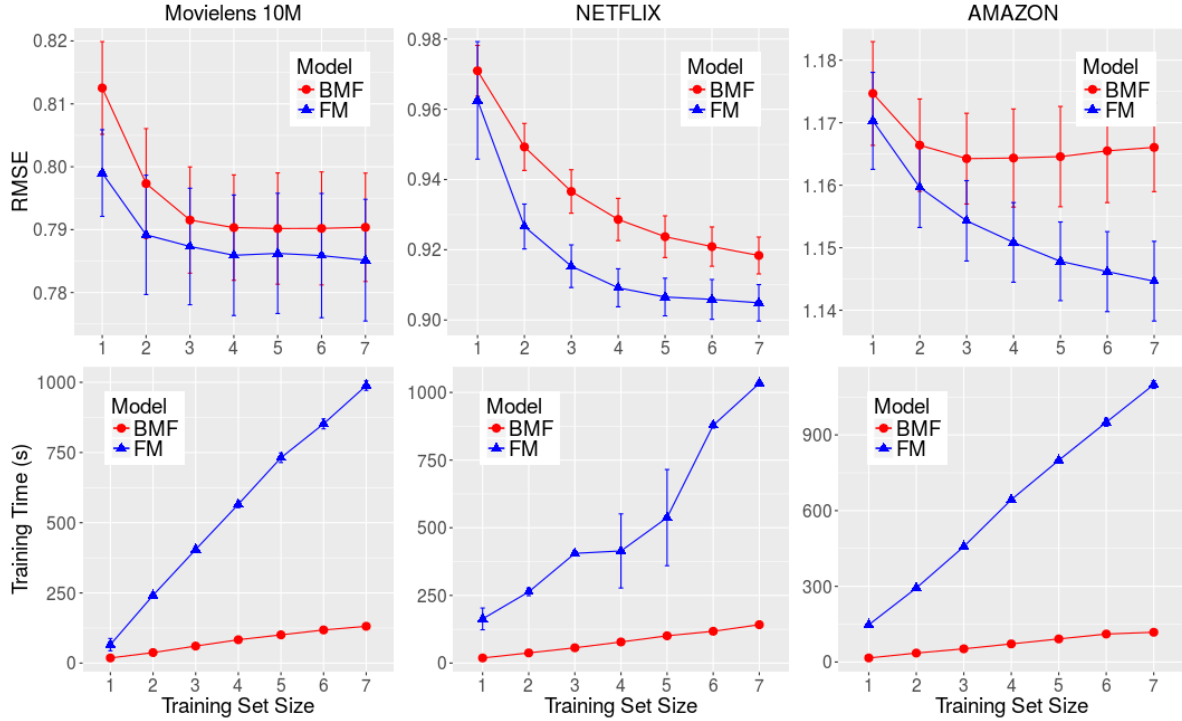 Movielens 10M
NETFLIX
AMAZON
RMSE
0.82
0.81
0.80
0.79
0.78
Model
BMF
FM
1 2 3 4 5 6 7
0.98
0.96
0.94
0.92
0.90
Model
BMF
FM
1 2 3 4 5 6 7
1.18
1.17
1.16
1.15
1.14
Model
BMF
FM
1 2 3 4 5 6 7
Training Time (s)
1000
750
500
250
0
Model
BMF
FM
1 2 3 4 5 6 7
Training Set Size
1000
750
500
250
0
Model
BMF
FM
1 2 3 4 5 6 7
Training Set Size
900
600
300
0
Model
BMF
FM
1 2 3 4 5 6 7
Training Set Size